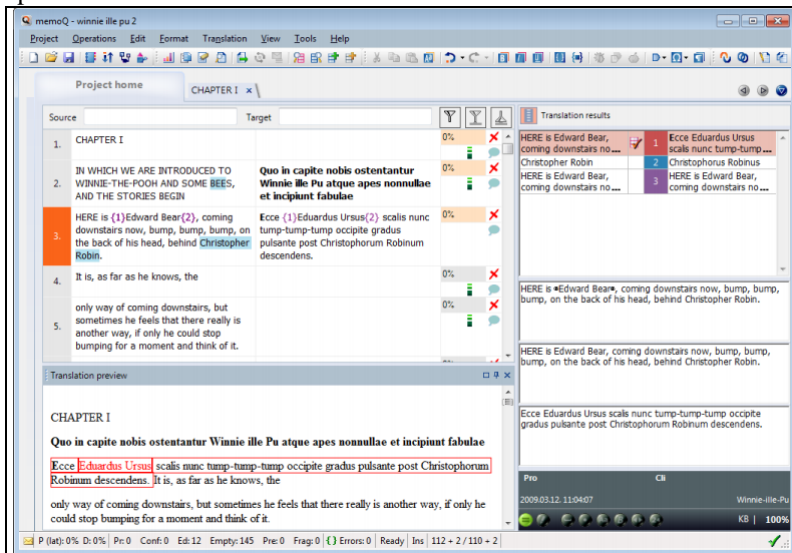 memoQ - winnie ille pu 2
Project Operations Edit Format Translation View Tools Help
Project home CHAPTER I
Source Target
1. CHAPTER I 0%
2. IN WHICH WE ARE INTRODUCED TO
WINNIE-THE-POOH AND SOME BEES,
AND THE STORIES BEGIN
Quo in capite nobis ostentantur
Winnie ille Pu atque apes nonnullae
et incipiunt fabulae
0%
3. HERE is {1}Edward Bear{2}, coming
downstairs now, bump, bump, bump, on
the back of his head, behind Christopher
Robin.
Ecce {1}Eduardus Ursus{2} scalis nunc
tump-tump-tump occipite gradus
pulsante post Christophorum Robinum
descendens.
0%
4. It is, as far as he knows, the 0%
5. only way of coming downstairs, but
sometimes he feels that there really is
another way, if only he could stop
bumping for a moment and think of it.
0%
Translation results
HERE is Edward Bear,
coming downstairs no...
1 Ecce Eduardus Ursus
scalis nunc tump-tump...
Christopher Robin 2 Christophorus Robinus
HERE is Edward Bear,
coming downstairs no...
3 HERE is Edward Bear,
coming downstairs no...
HERE is •Edward Bear•, coming downstairs now, bump, bump,
bump, on the back of his head, behind Christopher Robin.
HERE is Edward Bear, coming downstairs now, bump, bump,
bump, on the back of his head, behind Christopher Robin.
Ecce Eduardus Ursus scalis nunc tump-tump-tump occipite
gradus pulsante post Christophorum Robinum descendens.
Pro Cli
2009.03.12. 11:04:07 Winnie-ille-Pu
KB | 100%
Translation preview
CHAPTER I
Quo in capite nobis ostentantur Winnie ille Pu atque apes nonnullae et incipiunt fabulae
Ecce Eduardus Ursus scalis nunc tump-tump-tump occipite gradus pulsante post Christophorum
Robinum descendens. It is, as far as he knows, the
only way of coming downstairs, but sometimes he feels that there really is another way, if only he
could stop bumping for a moment and think of it.
P (lat): 0% D: 0% Pr: 0 Conf: 0 Ed: 12 Empty: 145 Pre: 0 Frag: 0 {} Errors: 0 Ready Ins 112 + 2 / 110 + 2